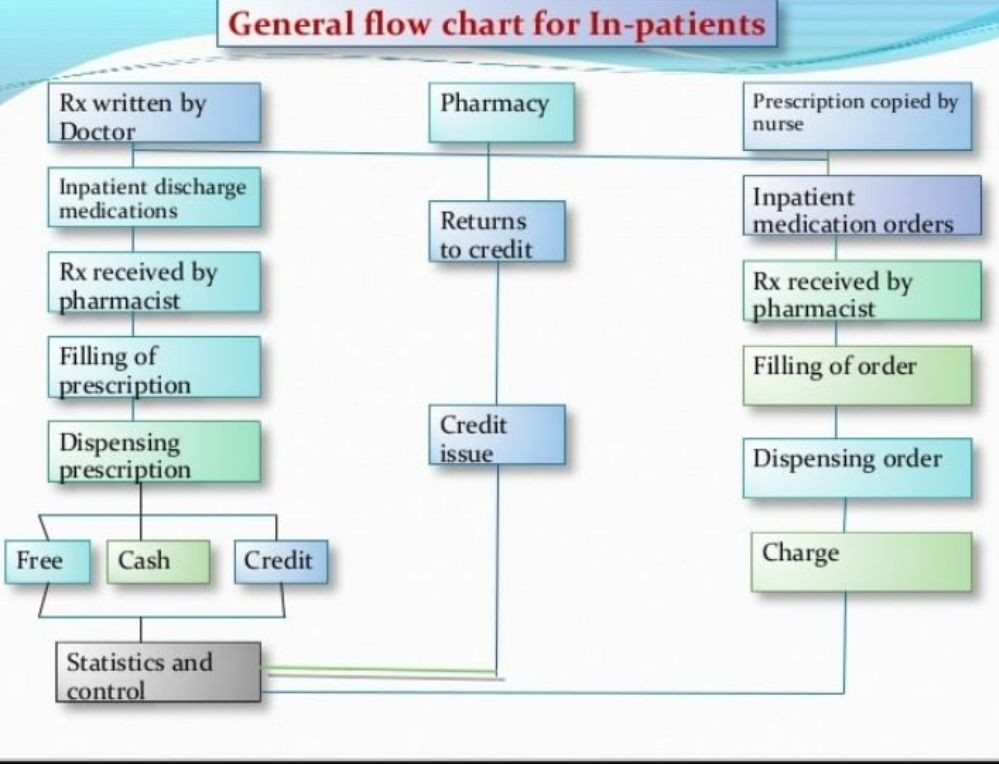 General flow chart for In-patients
Rx written by
Doctor
Pharmacy
Prescription copied by
nurse
Inpatient discharge
medications
Returns
to credit
Inpatient
medication orders
Rx received by
pharmacist
Rx received by
pharmacist
Filling of
prescription
Filling of order
Dispensing
prescription
Credit
issue
Dispensing order
Free
Cash
Credit
Charge
Statistics and
control